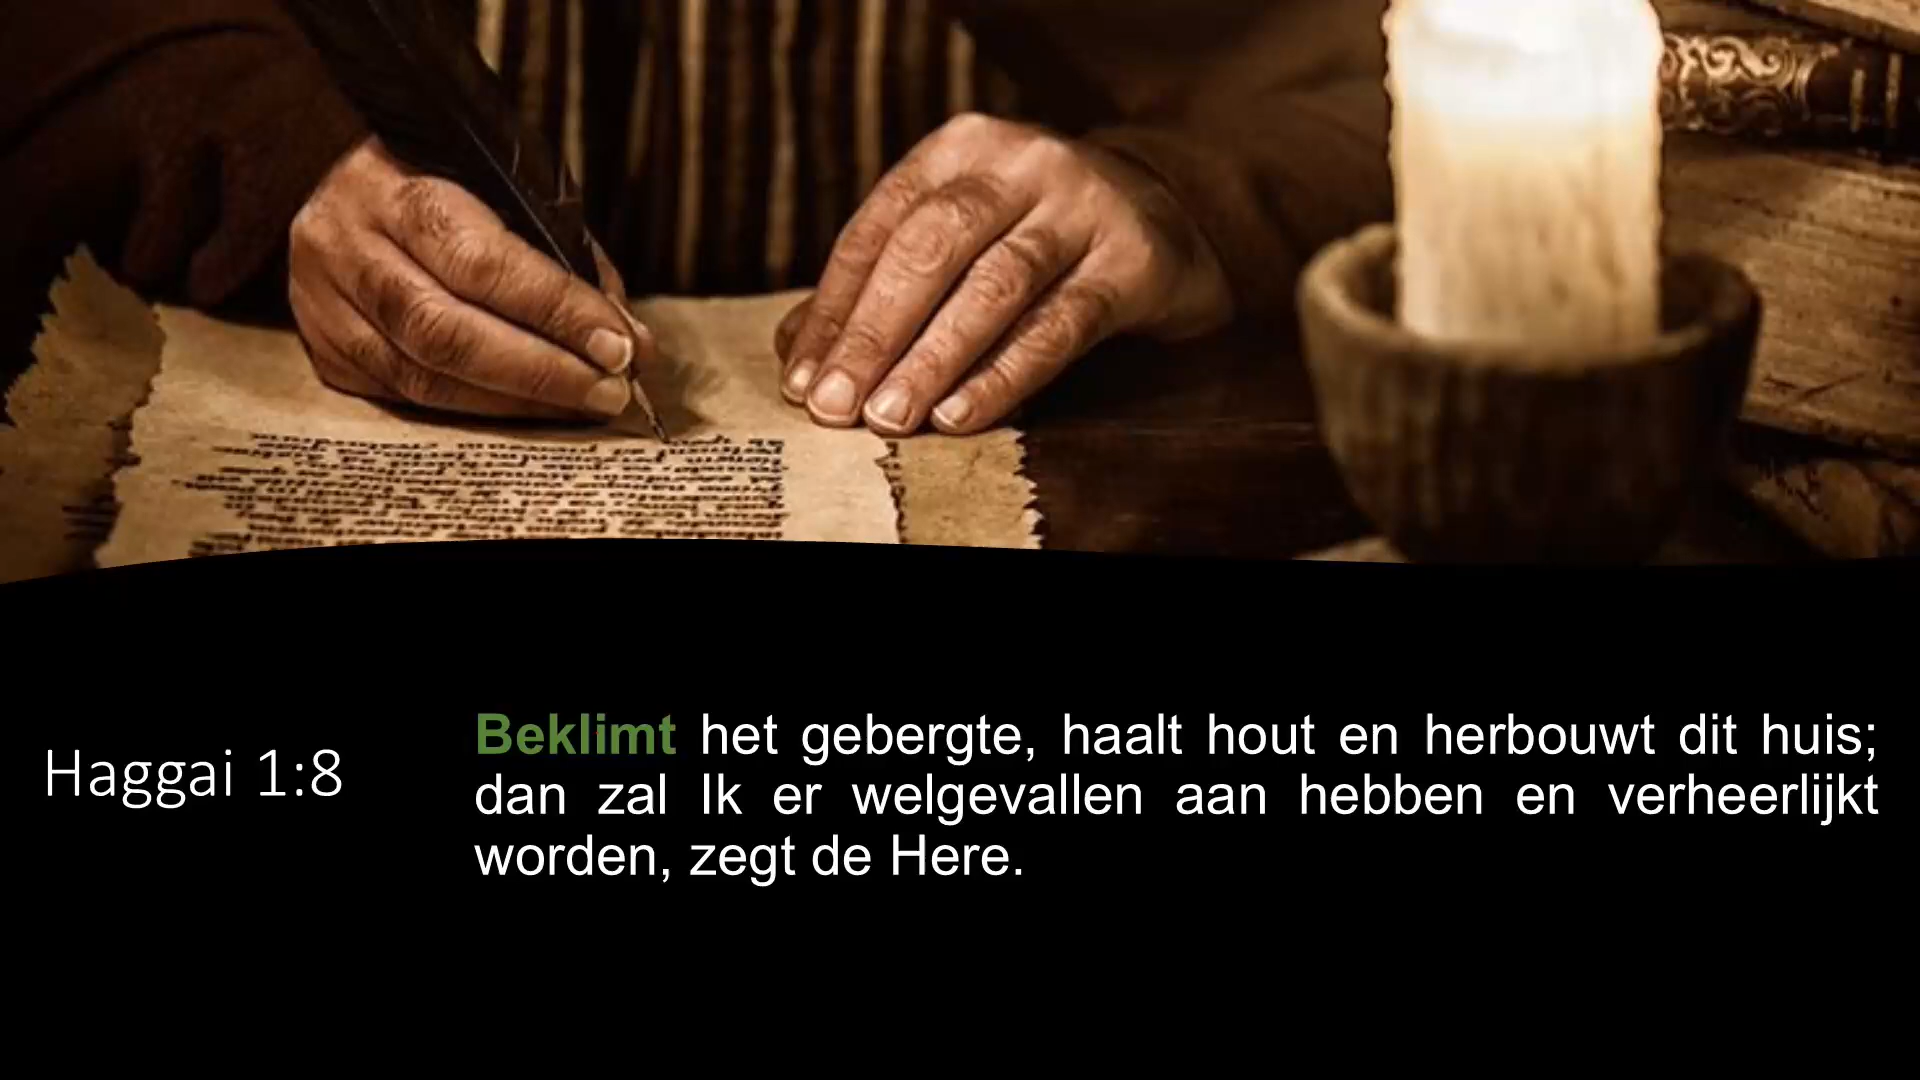 Haggai 1:8
Beklimt het gebergte, haalt hout en herbouwt dit huis;
dan zal Ik er welgevallen aan hebben en verheerlijkt
worden, zegt de Here.